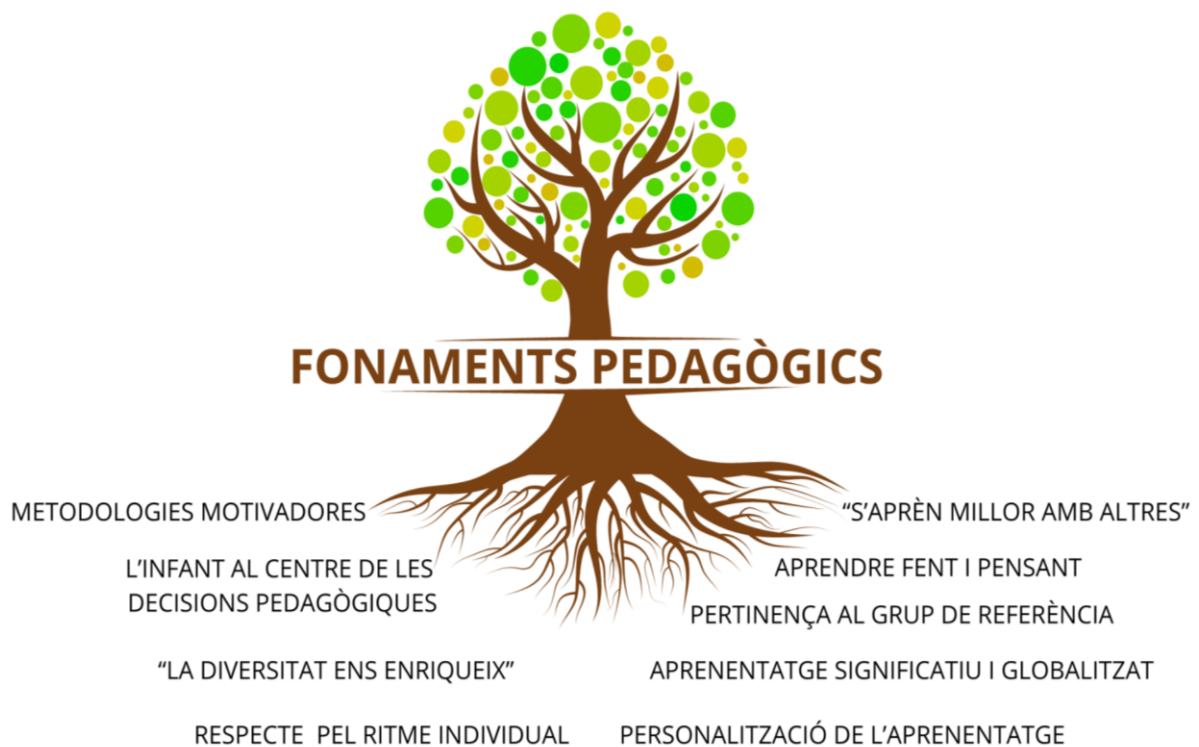 FONAMENTS PEDAGÒGICS
METODOLOGIES MOTIVADORES
L’INFANT AL CENTRE DE LES
DECISIONS PEDAGÒGIQUES
“LA DIVERSITAT ENS ENRIQUEIX”
RESPECTE PEL RITME INDIVIDUAL
“S’APRÈN MILLOR AMB ALTRES”
APRENDRE FENT I PENSANT
PERTINENÇA AL GRUP DE REFERÈNCIA
APRENENTATGE SIGNIFICATIU I GLOBALITZAT
PERSONALITZACIÓ DE L’APRENENTATGE